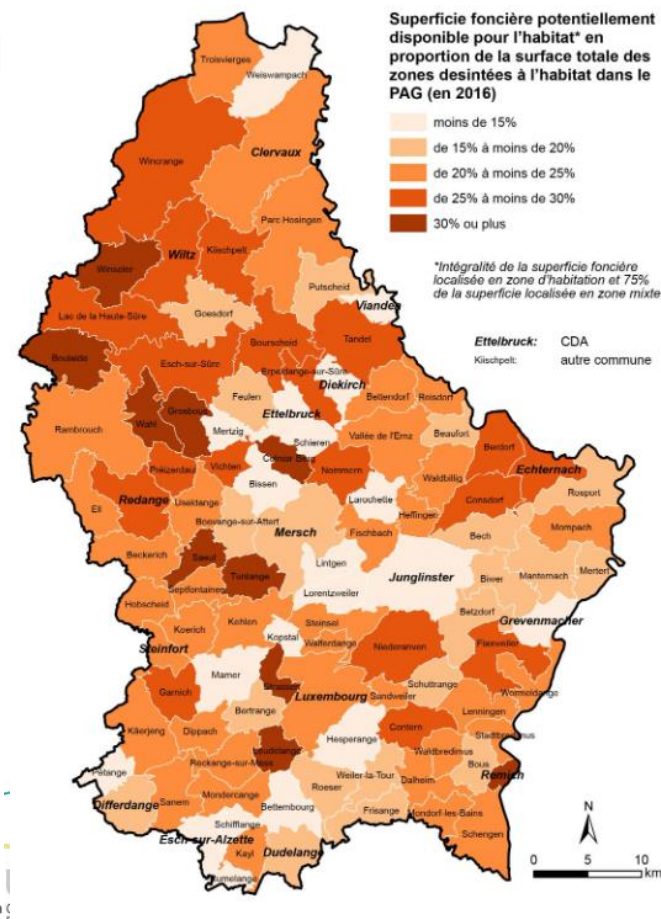 Superficie foncière potentiellement
disponible pour l'habitat* en
proportion de la surface totale des
zones desintées à l'habitat dans le
PAG (en 2016)
moins de 15%
de 15% à moins de 20%
de 20% à moins de 25%
de 25% à moins de 30%
30% ou plus
*Intégralité de la superficie foncière
localisée en zone d'habitation et 75%
de la superficie localisée en zone mixte
Ettelbruck: CDA
Kiischpelt: autre commune
Troisvierges
Weiswampach
Wincrange
Clervaux
Parc Hosingen
Wiltz
Kiischpelt
Winseler
Putscheid
Vianden
Goesdorf
Lac de la Haute-Sûre
Bourscheid
Tandel
Boulaide
Esch-sur-Sûre
Erpeldange-sur-Sûre
Diekirch
Feulen
Bettendorf
Reisdorf
Wahl
Grosbous
Ettelbruck
Rambrouch
Mertzig
Schieren
Vallée de l'Ernz
Beaufort
Berdorf
Colmar-Berg
Préizerdaul
Vichten
Nommern
Waldbillig
Echternach
Bissen
Larochette
Consdorf
Rosport
Redange
Useldange
Heffingen
Ell
Boevange-sur-Attert
Mersch
Fischbach
Mompach
Bech
Beckerich
Saeul
Tuntange
Lintgen
Junglinster
Biwer
Manternach
Mertert
Septfontaines
Lorentzweiler
Hobscheid
Betzdorf
Grevenmacher
Koerich
Kehlen
Steinsel
Kopstal
Walferdange
Niederanven
Flaxweiler
Steinfort
Mamer
Strassen
Schuttrange
Wormeldange
Garnich
Luxembourg
Sandweiler
Lenningen
Bertrange
Contern
Stadtbredimus
Käerjeng
Dippach
Hesperange
Waldbredimus
Leudelange
Bous
Reckange-sur-Mess
Weiler-la-Tour
Remich
Pétange
Dalheim
Roeser
Differdange
Sanem
Mondercange
Bettembourg
Frisange
Mondorf-les-Bains
Schifflange
Schengen
Esch-sur-Alzette
Kayl
Dudelange
Rumelange
N
0 5 10
km